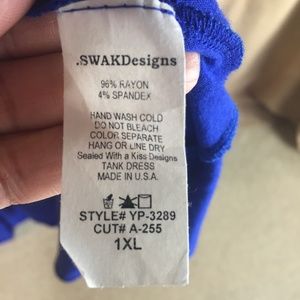 .SWAKDesigns
96% RAYON
4% SPANDEX
HAND WASH COLD
DO NOT BLEACH
COLOR SEPARATE
HANG OR LINE DRY
Sealed With a Kiss Designs
TANK DRESS
MADE IN U.S.A.
STYLE# YP-3289
CUT# A-255
1XL